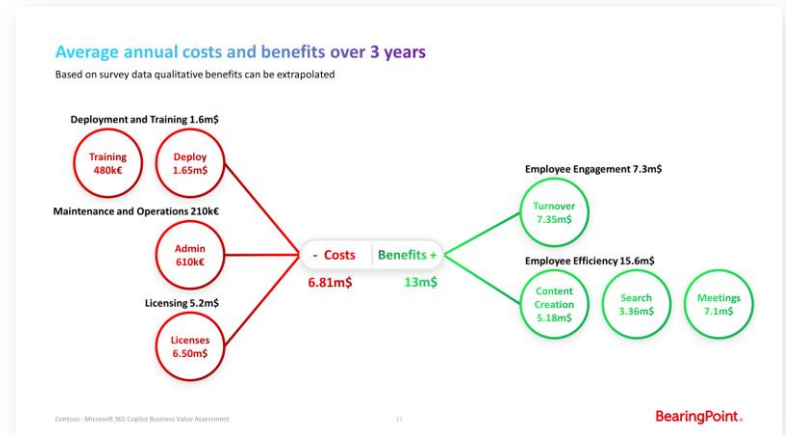 Average annual costs and benefits over 3 years
Based on survey data qualitative benefits can be extrapolated
Deployment and Training 1.6m$
Training
480k€
Deploy
1.65m$
Maintenance and Operations 210k€
Admin
610k€
Licensing 5.2m$
Licenses
6.50m$
- Costs
Benefits +
6.81m$
13m$
Employee Engagement 7.3m$
Turnover
7.35m$
Employee Efficiency 15.6m$
Content
Creation
5.18m$
Search
3.36m$
Meetings
7.1m$
Contoso - Microsoft 365 Copilot Business Value Assessment
BearingPoint.